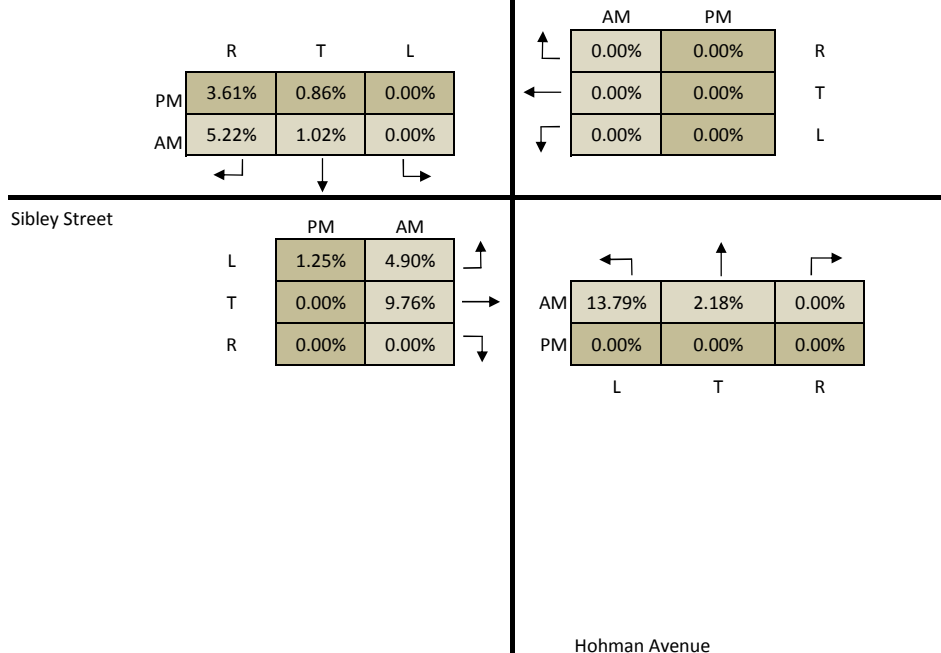 R T L
PM 3.61% 0.86% 0.00%
AM 5.22% 1.02% 0.00%
AM PM
0.00% 0.00% R
0.00% 0.00% T
0.00% 0.00% L
Sibley Street
PM AM
L 1.25% 4.90%
T 0.00% 9.76%
R 0.00% 0.00%
AM 13.79% 2.18% 0.00%
PM 0.00% 0.00% 0.00%
L T R
Hohman Avenue